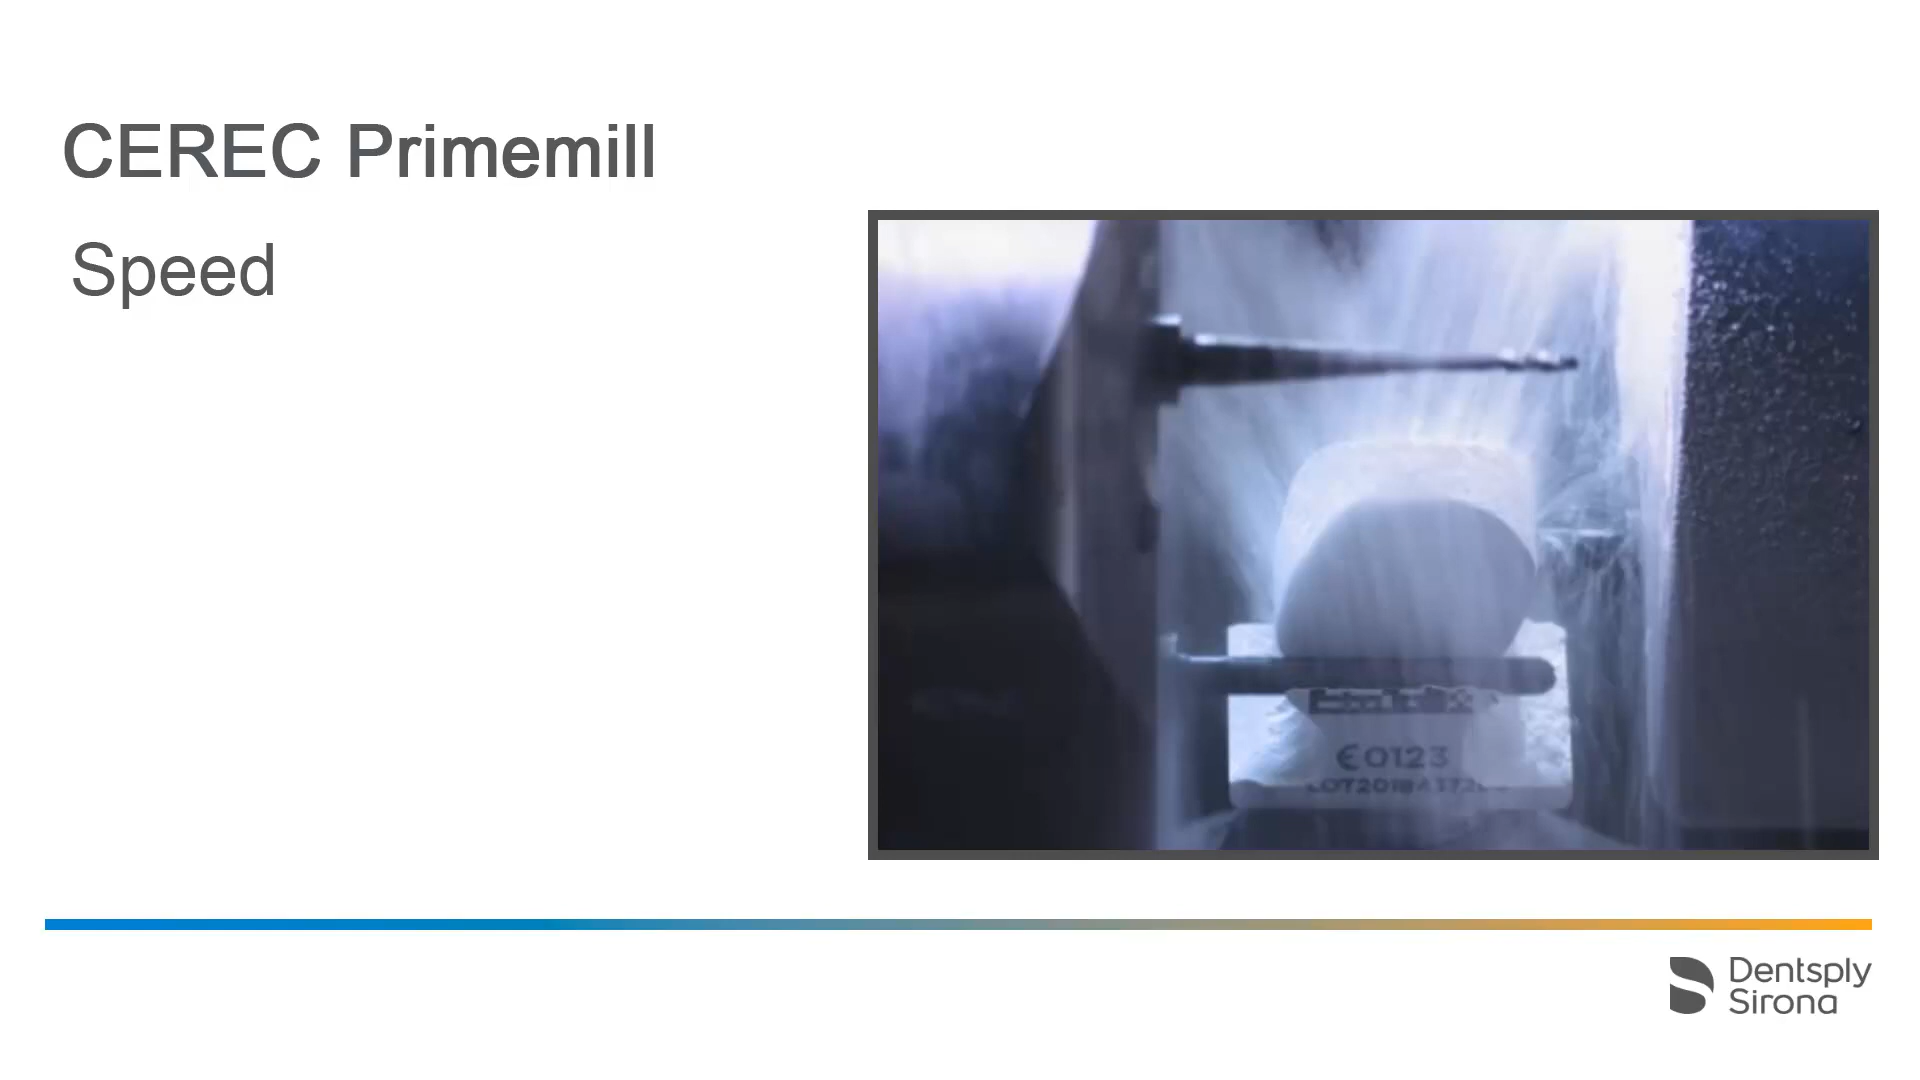 CEREC Primemill
Speed
€0123
Dentsply
Sirona